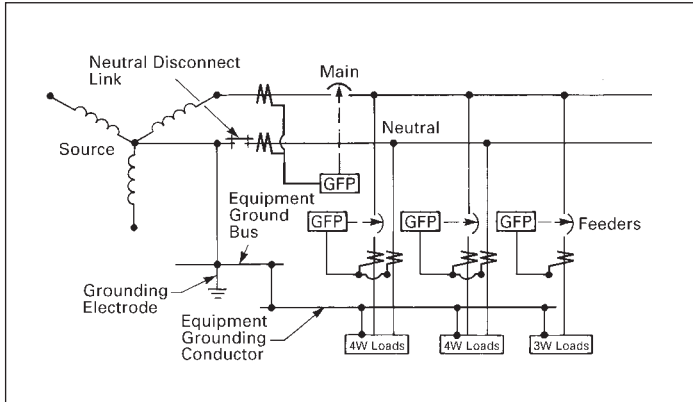 Neutral Disconnect
Link
Main
Source
Neutral
GFP
Equipment
Ground
Bus
GFP
GFP
GFP
Feeders
Grounding
Electrode
Equipment
Grounding
Conductor
4W Loads
4W Loads
3W Loads